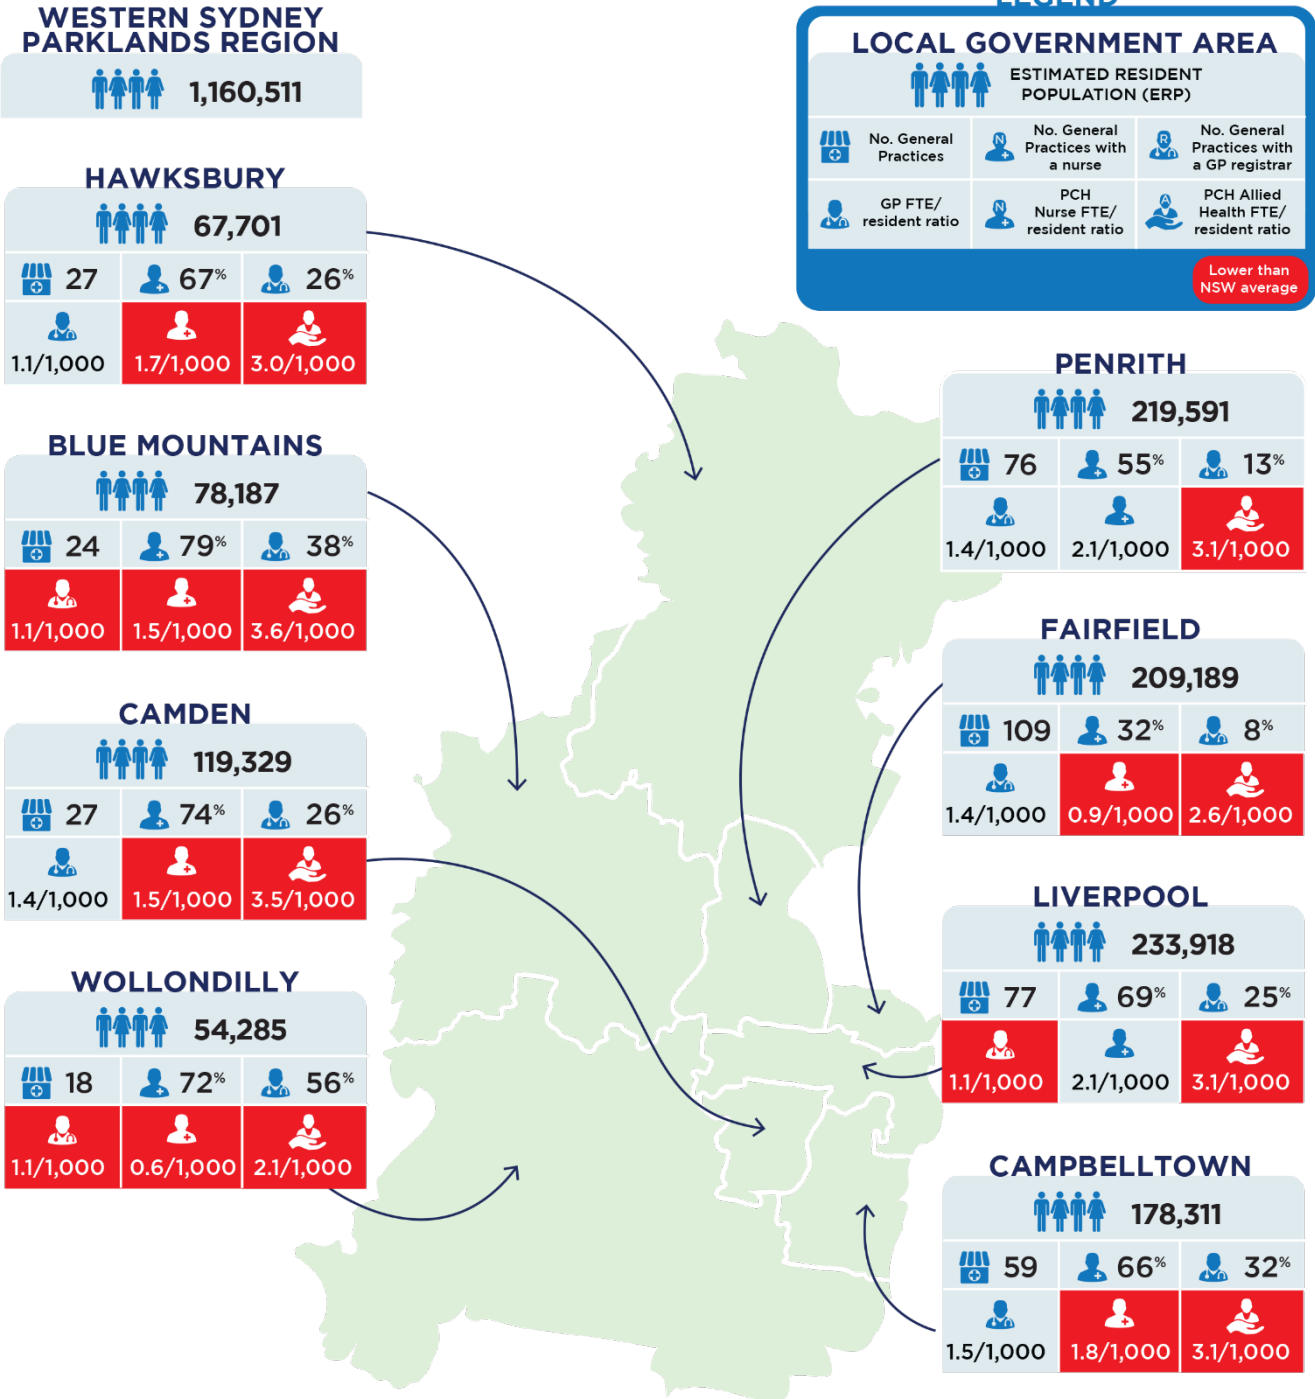 WESTERN SYDNEY
PARKLANDS REGION
1,160,511
HAWKSBURY
67,701
27 67% 26%
1.1/1,000 1.7/1,000 3.0/1,000
BLUE MOUNTAINS
78,187
24 79% 38%
1.1/1,000 1.5/1,000 3.6/1,000
CAMDEN
119,329
27 74% 26%
1.4/1,000 1.5/1,000 3.5/1,000
WOLLONDILLY
54,285
18 72% 56%
1.1/1,000 0.6/1,000 2.1/1,000
LEGEND
LOCAL GOVERNMENT AREA
ESTIMATED RESIDENT
POPULATION (ERP)
No. General
Practices
N
No. General
Practices with
a nurse
R
No. General
Practices with
a GP registrar
GP FTE/
resident ratio
N
PCH
Nurse FTE/
resident ratio
A
PCH Allied
Health FTE/
resident ratio
Lower than
NSW average
PENRITH
219,591
76 55% 13%
1.4/1,000 2.1/1,000 3.1/1,000
FAIRFIELD
209,189
109 32% 8%
1.4/1,000 0.9/1,000 2.6/1,000
LIVERPOOL
233,918
77 69% 25%
1.1/1,000 2.1/1,000 3.1/1,000
CAMPBELLTOWN
178,311
59 66% 32%
1.5/1,000 1.8/1,000 3.1/1,000